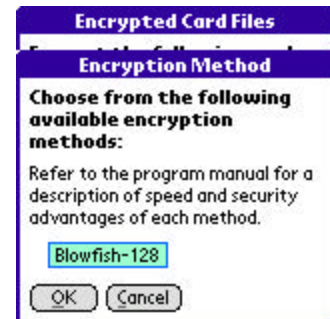 Encrypted Card Files
Encryption Method
Choose from the following
available encryption
methods:
Refer to the program manual for a
description of speed and security
advantages of each method.
Blowfish-128
OK Cancel